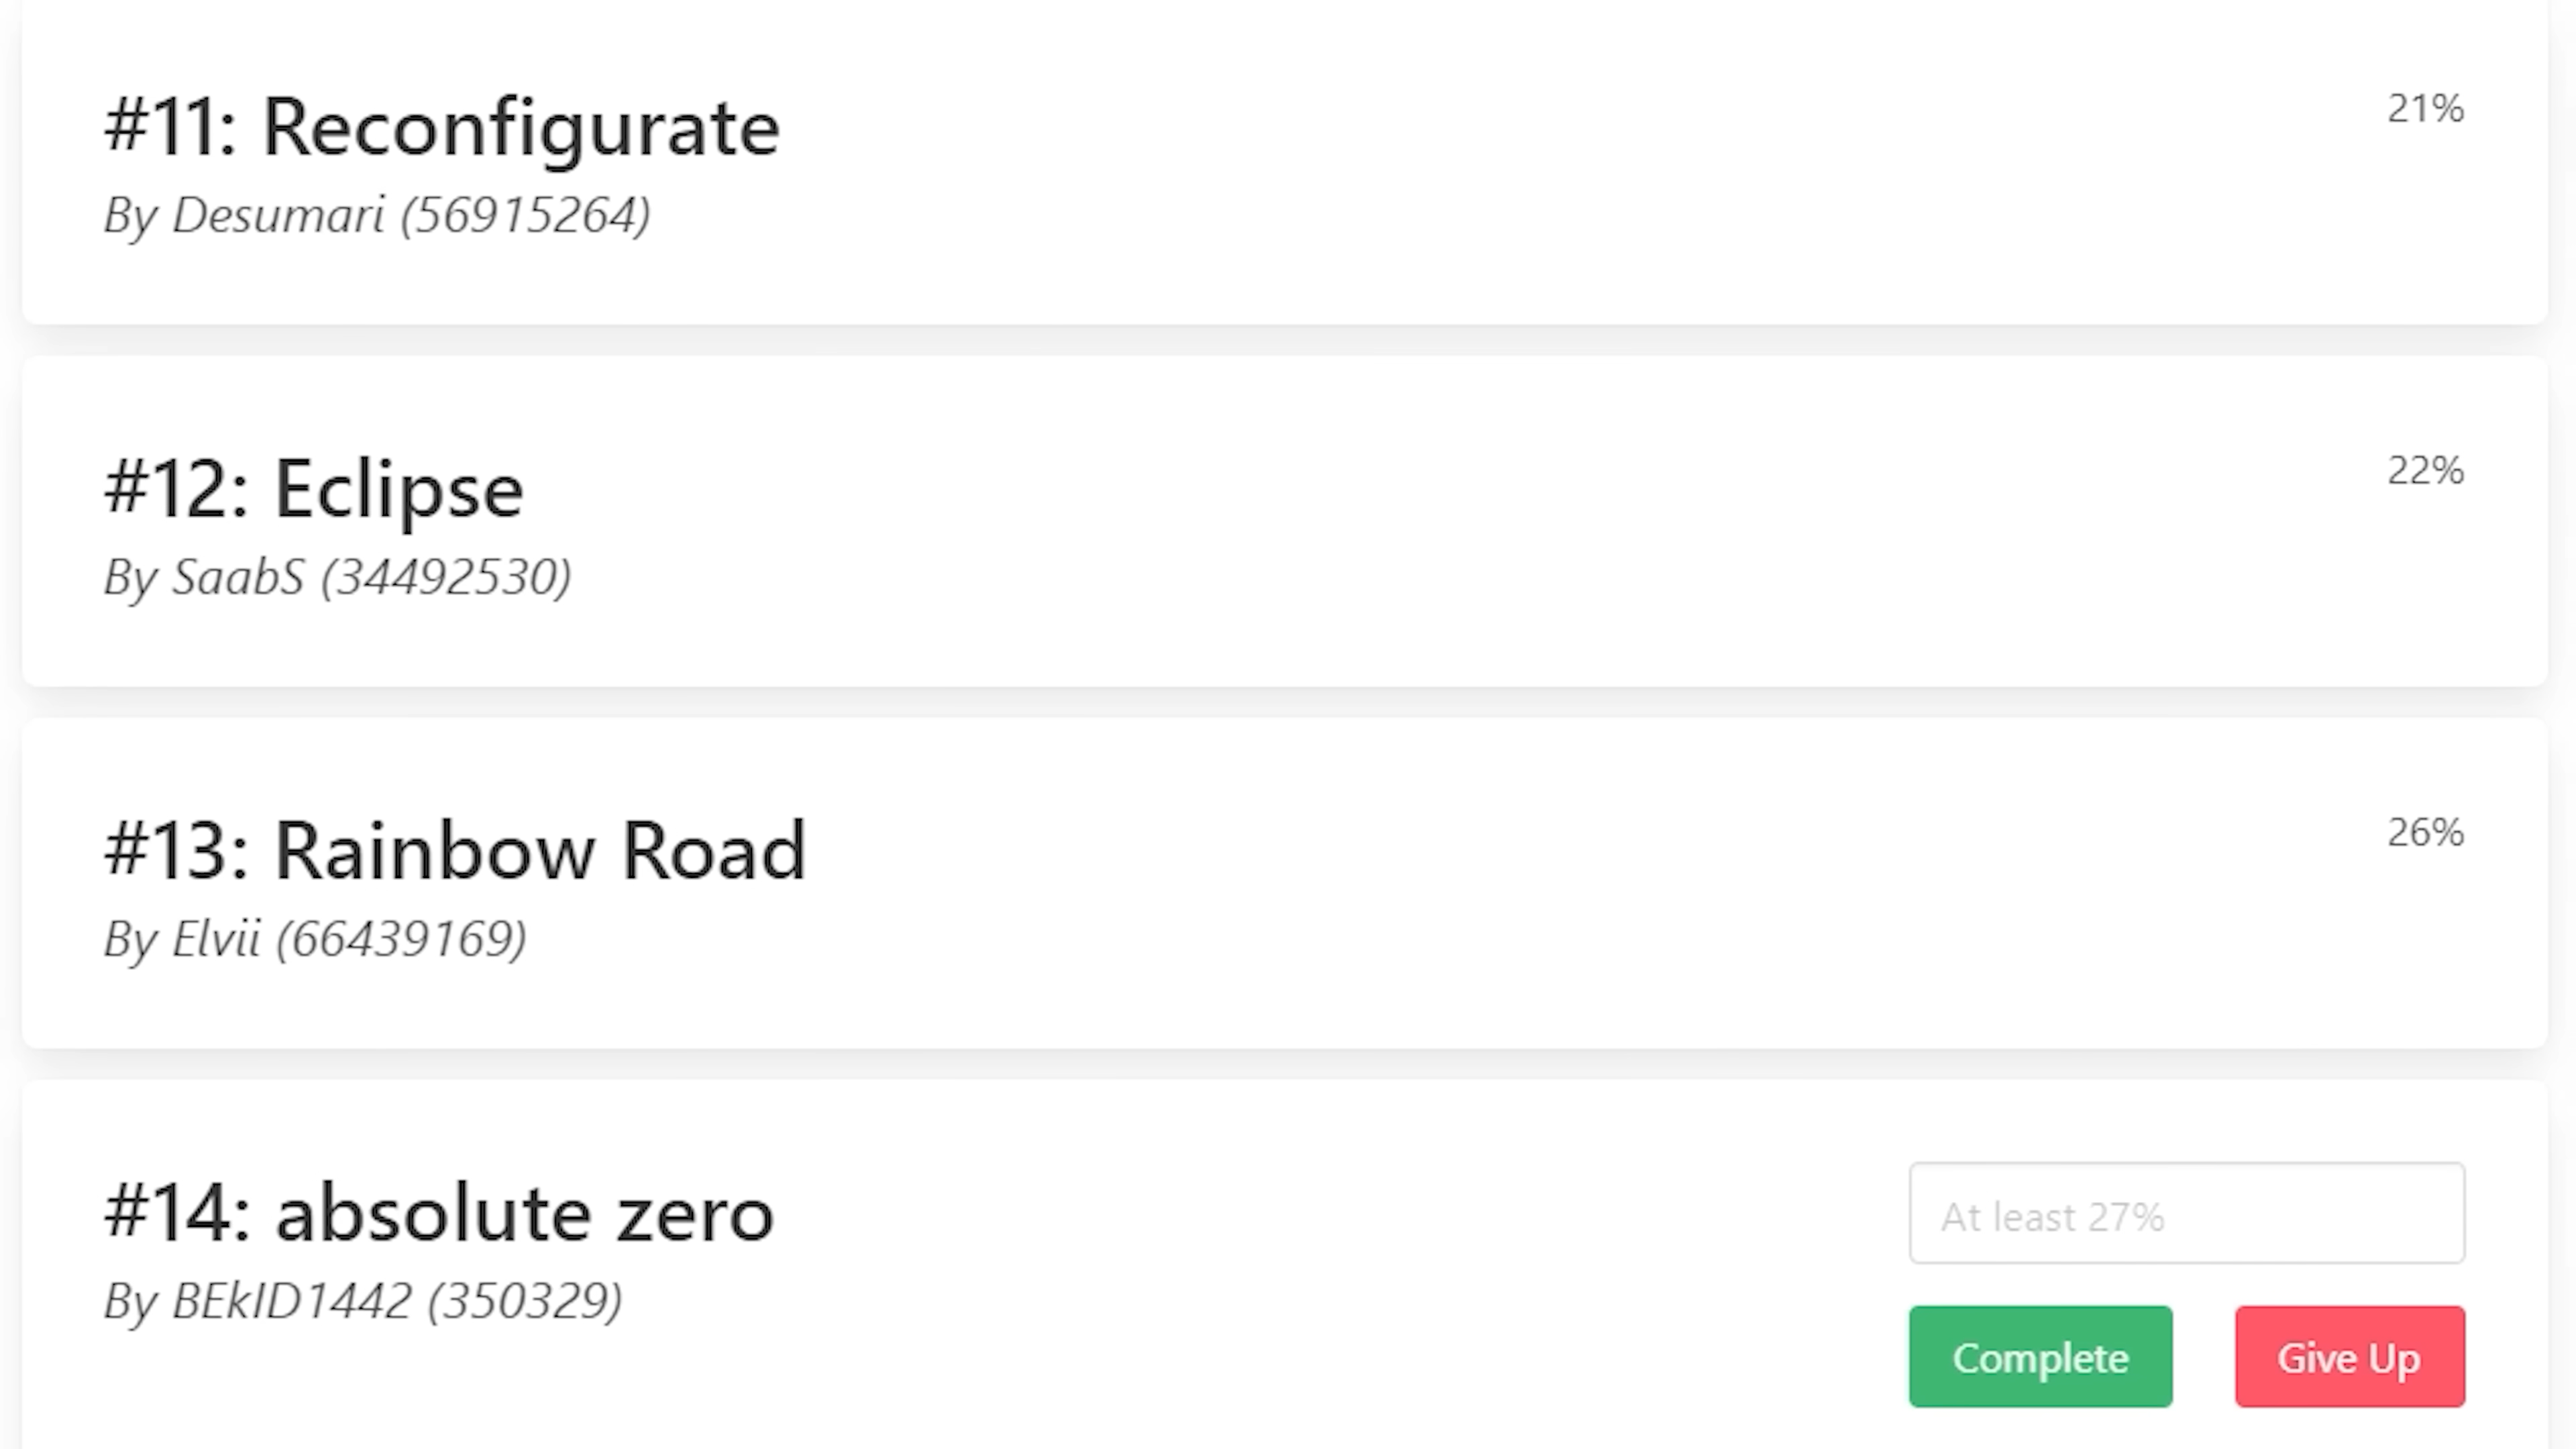 #11: Reconfigurate
21%
By Desumari (56915264)
#12: Eclipse
22%
By SaabS (34492530)
#13: Rainbow Road
26%
By Elvii (66439169)
#14: absolute zero
At least 27%
By BEkID1442 (350329)
Complete
Give Up